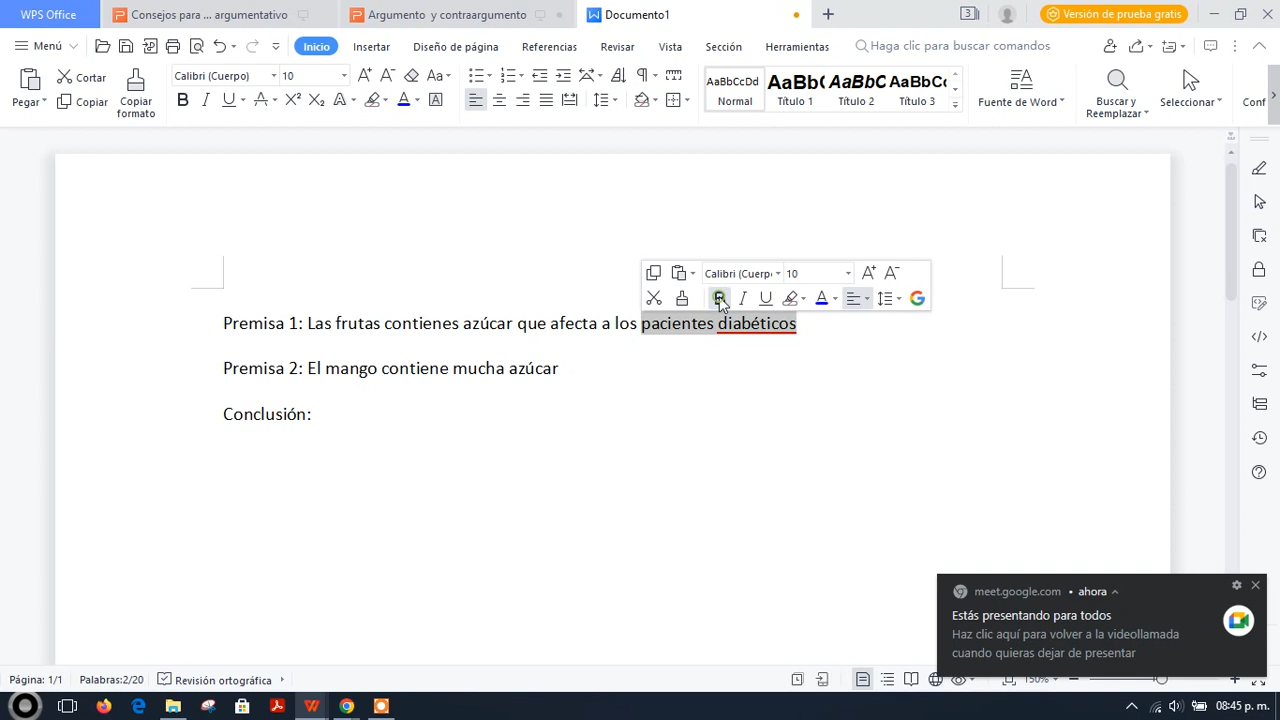 WPS Office
Consejos para ... argumentativo
Argumento y contraargumento
Documento1
Versión de prueba gratis
Menú
Inicio
Insertar
Diseño de página
Referencias
Revisar
Vista
Sección
Herramientas
Haga clic para buscar comandos
Pegar
Cortar
Copiar
Copiar formato
Calibri (Cuerpo)
10
AaBbCcDd
Normal
AaBb(
Título 1
AaBbC
Título 2
AaBbCc
Título 3
Fuente de Word
Buscar y Reemplazar
Seleccionar
Conf
Calibri (Cuerp
10
Premisa 1: Las frutas contienes azúcar que afecta a los pacientes diabéticos
Premisa 2: El mango contiene mucha azúcar
Conclusión:
meet.google.com • ahora
Estás presentando para todos
Haz clic aquí para volver a la videollamada
cuando quieras dejar de presentar
Página: 1/1
Palabras:2/20
Revisión ortográfica
150%
08:45 p. m.